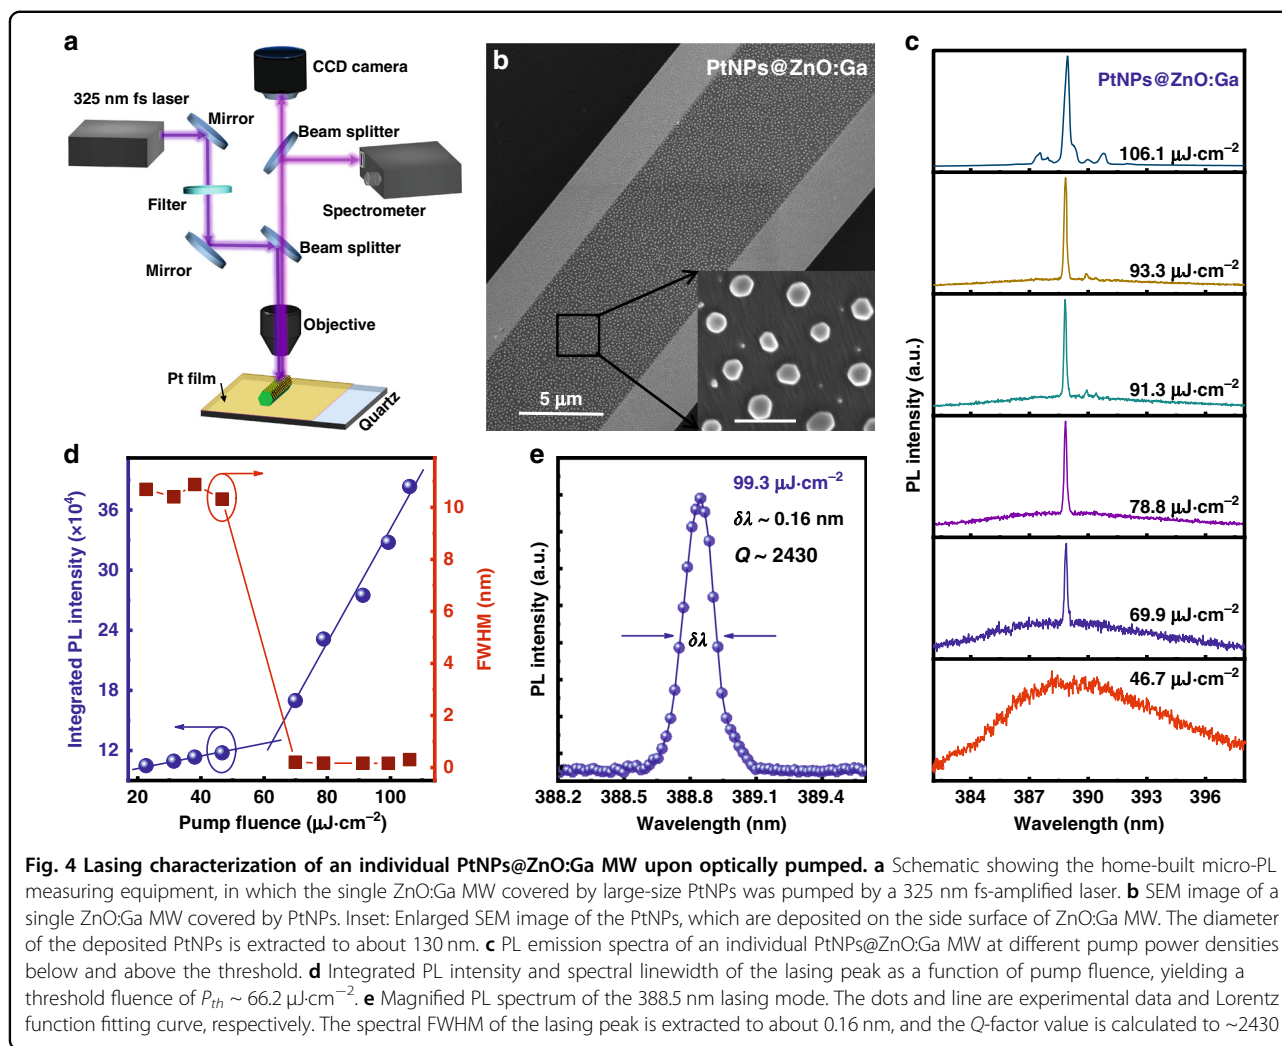 a
CCD camera
325 nm fs laser
Mirror
Beam splitter
Filter
Spectrometer
Mirror
Beam splitter
Objective
Pt film
Quartz
b
PtNPs@ZnO:Ga
5 μm
c
PtNPs@ZnO:Ga
106.1 μJ·cm⁻²
93.3 μJ·cm⁻²
91.3 μJ·cm⁻²
78.8 μJ·cm⁻²
69.9 μJ·cm⁻²
46.7 μJ·cm⁻²
PL intensity (a.u.)
384 387 390 393 396
Wavelength (nm)
d
Integrated PL intensity (×10⁴)
36
30
24
18
12
10
8
6
4
2
0
FWHM (nm)
20 40 60 80 100
Pump fluence (μJ·cm⁻²)
e
99.3 μJ·cm⁻²
δλ ~ 0.16 nm
Q ~ 2430
δλ
PL intensity (a.u.)
388.2 388.5 388.8 389.1 389.4
Wavelength (nm)
Fig. 4 Lasing characterization of an individual PtNPs@ZnO:Ga MW upon optically pumped. a Schematic showing the home-built micro-PL
measuring equipment, in which the single ZnO:Ga MW covered by large-size PtNPs was pumped by a 325 nm fs-amplified laser. b SEM image of a
single ZnO:Ga MW covered by PtNPs. Inset: Enlarged SEM image of the PtNPs, which are deposited on the side surface of ZnO:Ga MW. The diameter
of the deposited PtNPs is extracted to about 130 nm. c PL emission spectra of an individual PtNPs@ZnO:Ga MW at different pump power densities
below and above the threshold. d Integrated PL intensity and spectral linewidth of the lasing peak as a function of pump fluence, yielding a
threshold fluence of Pth ~ 66.2 μJ·cm⁻². e Magnified PL spectrum of the 388.5 nm lasing mode. The dots and line are experimental data and Lorentz
function fitting curve, respectively. The spectral FWHM of the lasing peak is extracted to about 0.16 nm, and the Q-factor value is calculated to ~2430